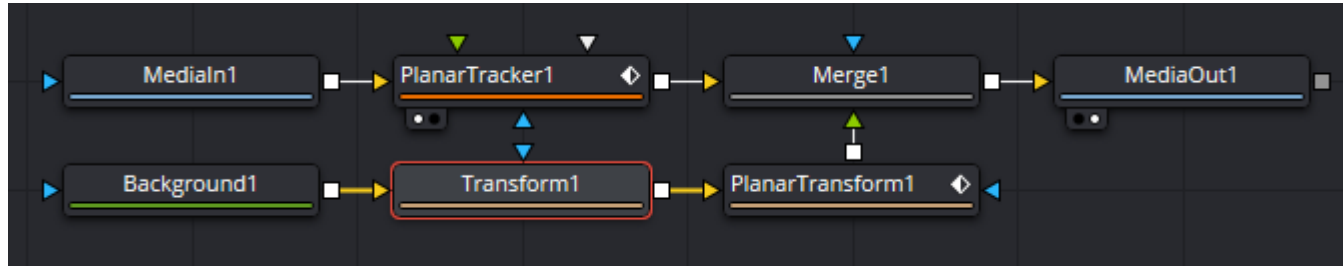 MediaIn1
PlanarTracker1
Merge1
MediaOut1
Background1
Transform1
PlanarTransform1